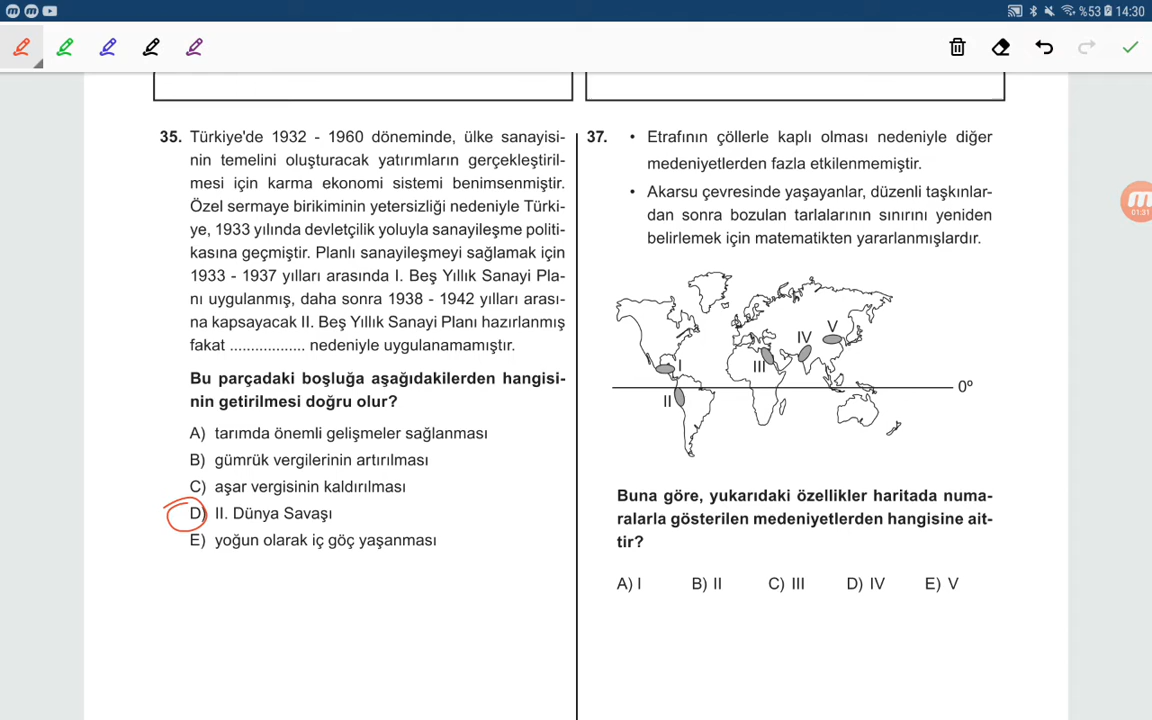 %53 14:30
35. Türkiye'de 1932 - 1960 döneminde, ülke sanayisi-
nin temelini oluşturacak yatırımların gerçekleştiril-
mesi için karma ekonomi sistemi benimsenmiştir.
Özel sermaye birikiminin yetersizliği nedeniyle Türki-
ye, 1933 yılında devletçilik yoluyla sanayileşme politi-
kasına geçmiştir. Planlı sanayileşmeyi sağlamak için
1933 - 1937 yılları arasında I. Beş Yıllık Sanayi Pla-
nı uygulanmış, daha sonra 1938 - 1942 yılları arası-
na kapsayacak II. Beş Yıllık Sanayi Planı hazırlanmış
fakat .................. nedeniyle uygulanamamıştır.
Bu parçadaki boşluğa aşağıdakilerden hangisi-
nin getirilmesi doğru olur?
A) tarımda önemli gelişmeler sağlanması
B) gümrük vergilerinin artırılması
C) aşar vergisinin kaldırılması
D) II. Dünya Savaşı
E) yoğun olarak iç göç yaşanması
37. • Etrafının çöllerle kaplı olması nedeniyle diğer
medeniyetlerden fazla etkilenmemiştir.
• Akarsu çevresinde yaşayanlar, düzenli taşkınlar-
dan sonra bozulan tarlalarının sınırını yeniden
belirlemek için matematikten yararlanmışlardır.
V
IV
III
I
II
0º
Buna göre, yukarıdaki özellikler haritada numa-
ralarla gösterilen medeniyetlerden hangisine ait-
tir?
A) I B) II C) III D) IV E) V
01:31